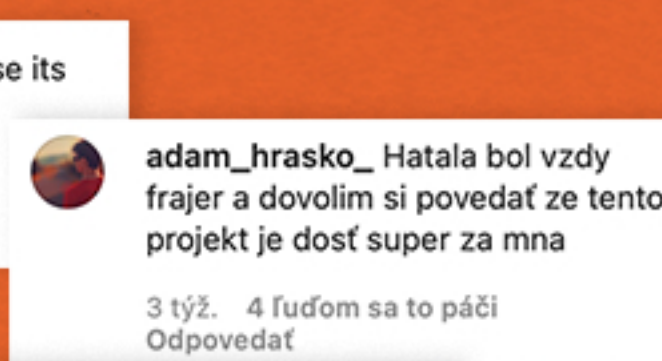 se its
adam_hrasko_ Hatala bol vzdy
frajer a dovolim si povedať ze tento
projekt je dosť super za mna
3 týž. 4 ľuďom sa to páči
Odpovedať